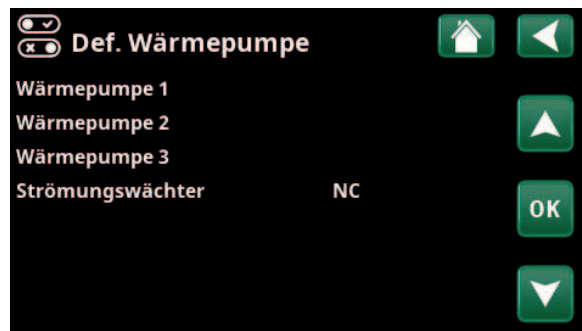 Def. Wärmepumpe
Wärmepumpe 1
Wärmepumpe 2
Wärmepumpe 3
Strömungswächter NC
OK